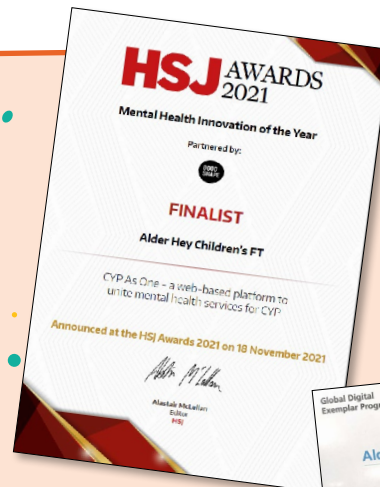 HSJ AWARDS
2021
Mental Health Innovation of the Year
Partnered by:
GOOD
SHAPE
FINALIST
Alder Hey Children's FT
CYP As One - a web-based platform to
unite mental health services for CYP
Announced at the HSJ Awards 2021 on 18 November 2021
Alastair McLellan
Editor
HSJ
Global Digital
Exemplar Prog